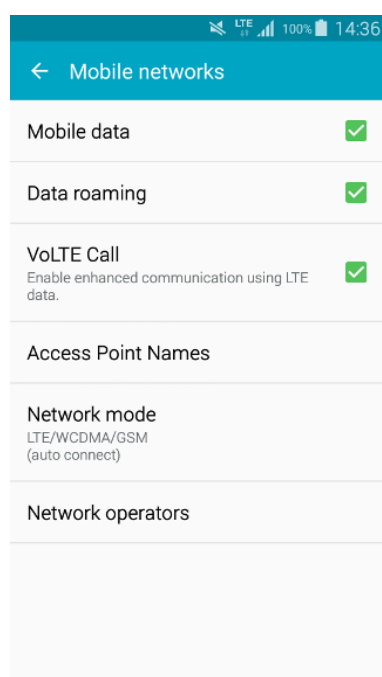 LTE 100% 14:36
Mobile networks
Mobile data
Data roaming
VoLTE Call
Enable enhanced communication using LTE
data.
Access Point Names
Network mode
LTE/WCDMA/GSM
(auto connect)
Network operators